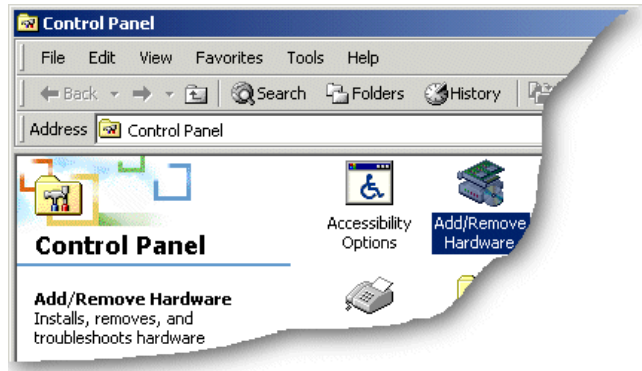 Control Panel
File Edit View Favorites Tools Help
Back Search Folders History
Address Control Panel
Accessibility Options
Add/Remove Hardware
Control Panel
Add/Remove Hardware
Installs, removes, and
troubleshoots hardware